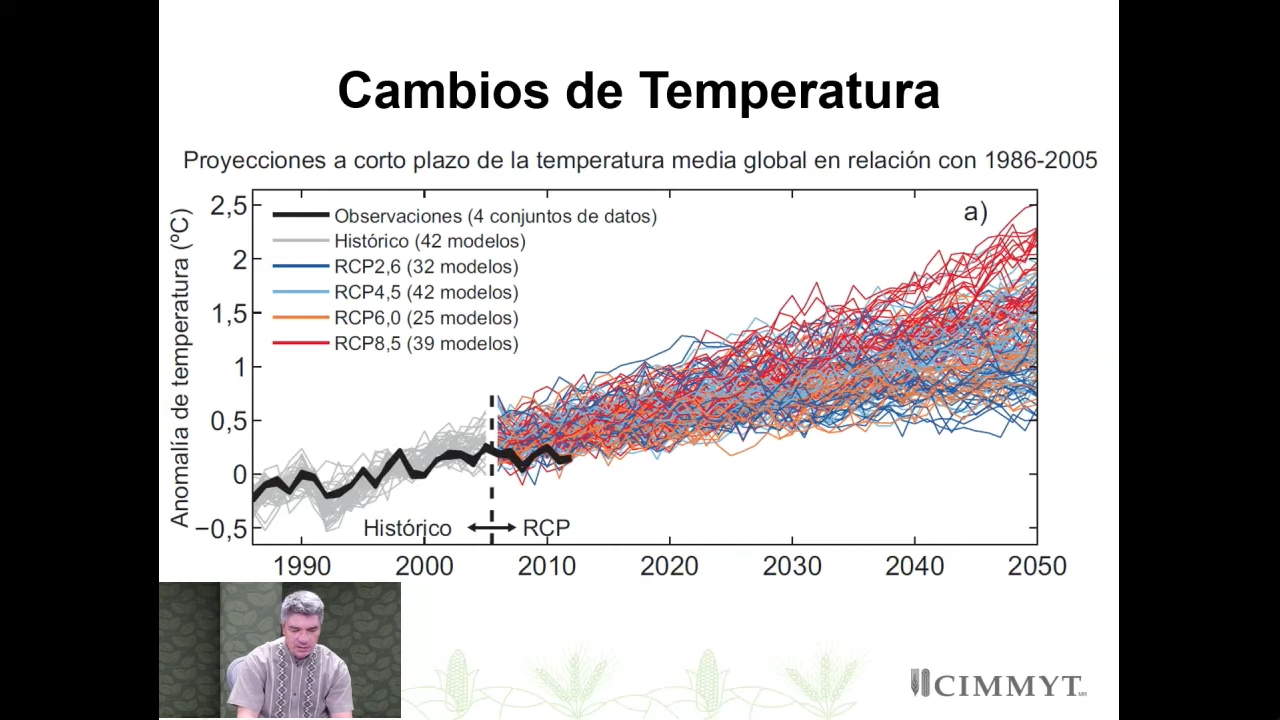 Cambios de Temperatura
Proyecciones a corto plazo de la temperatura media global en relación con 1986-2005
Anomalía de temperatura (ºC)
2,5
2
1,5
1
0,5
0
−0,5
Observaciones (4 conjuntos de datos)
Histórico (42 modelos)
RCP2,6 (32 modelos)
RCP4,5 (42 modelos)
RCP6,0 (25 modelos)
RCP8,5 (39 modelos)
a)
Histórico RCP
1990 2000 2010 2020 2030 2040 2050
CIMMYT